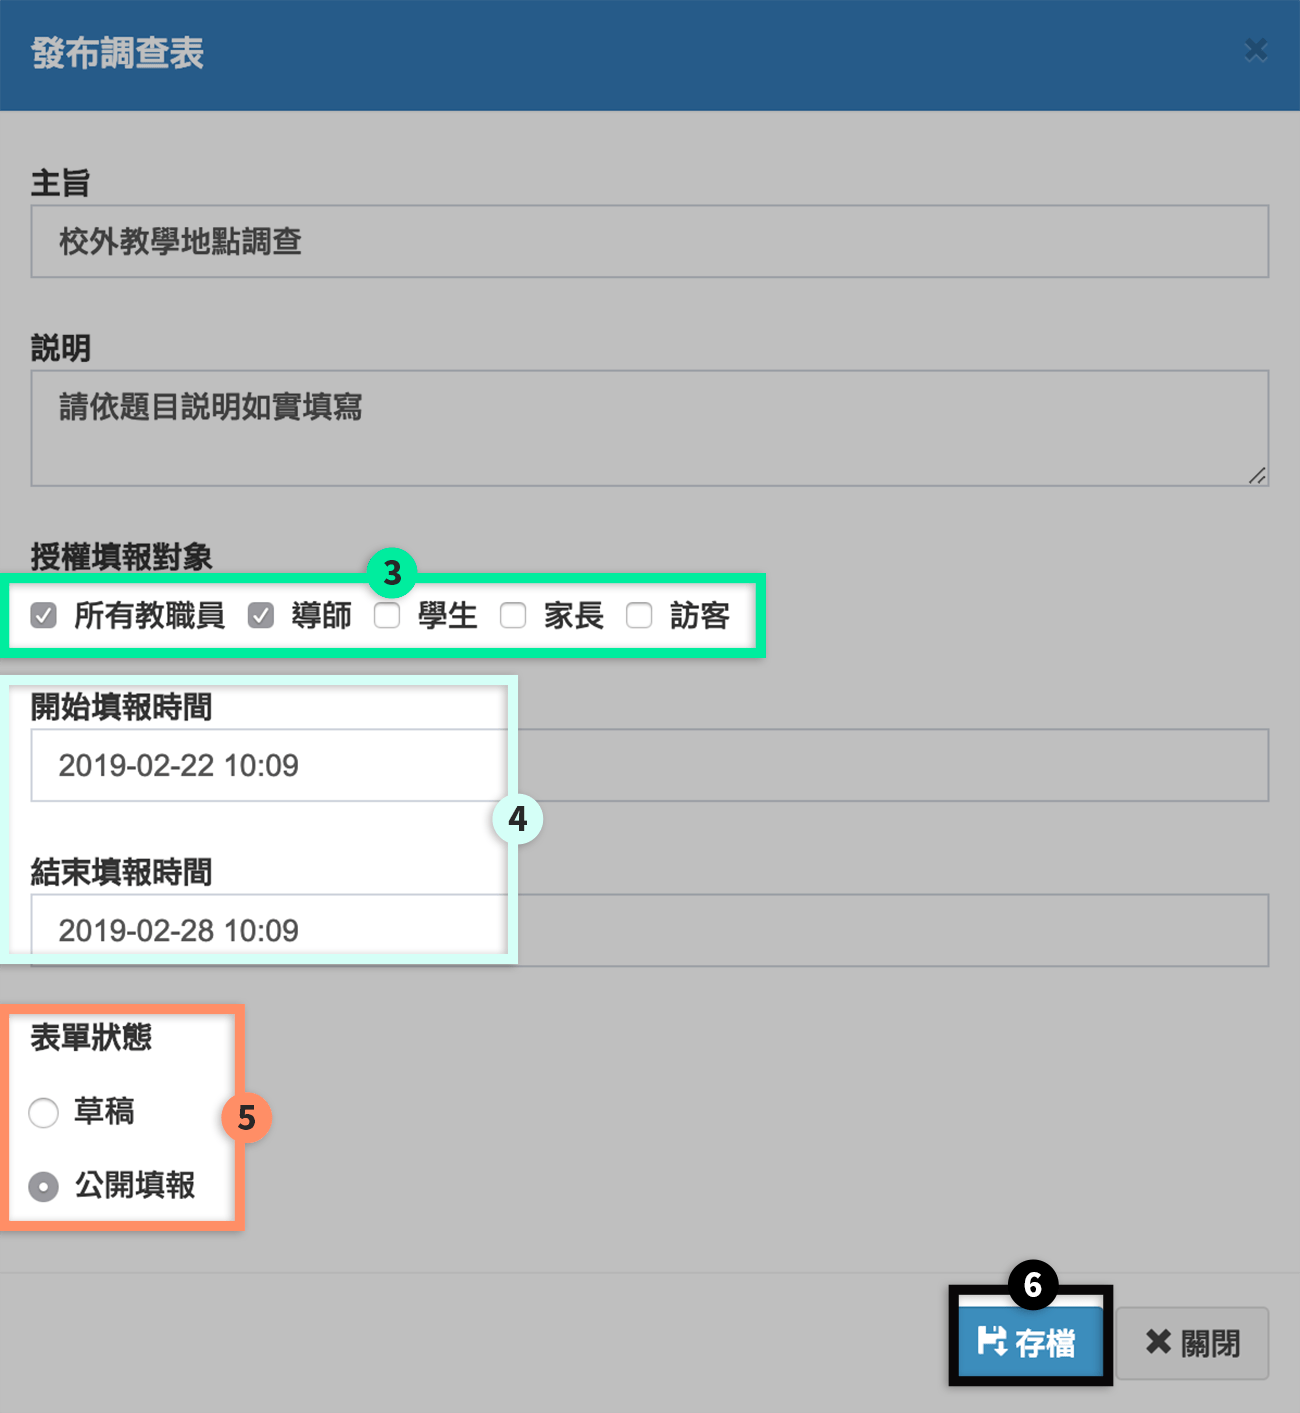 發布調查表
主旨
校外教學地點調查
説明
請依題目説明如實填寫
授權填報對象
3
所有教職員 導師 學生 家長 訪客
開始填報時間
2019-02-22 10:09
4
結束填報時間
2019-02-28 10:09
表單狀態
草稿
5
公開填報
6
存檔 關閉